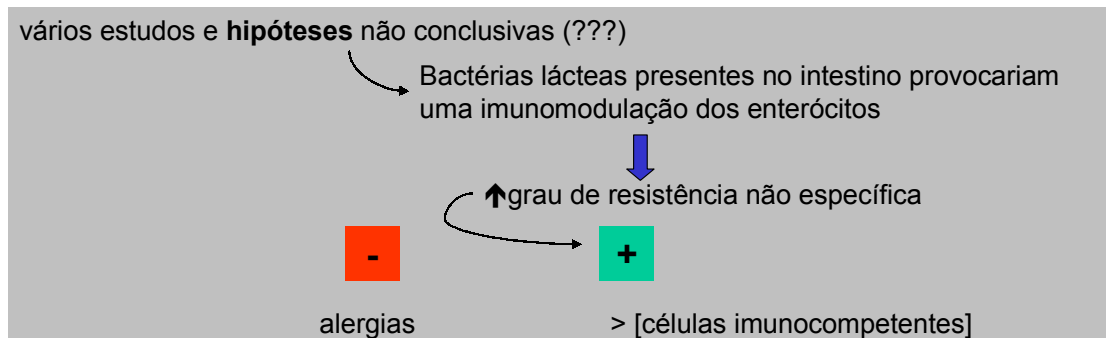 vários estudos e hipóteses não conclusivas (???)
Bactérias lácteas presentes no intestino provocariam
uma imunomodulação dos enterócitos
↑grau de resistência não específica
- +
alergias > [células imunocompetentes]